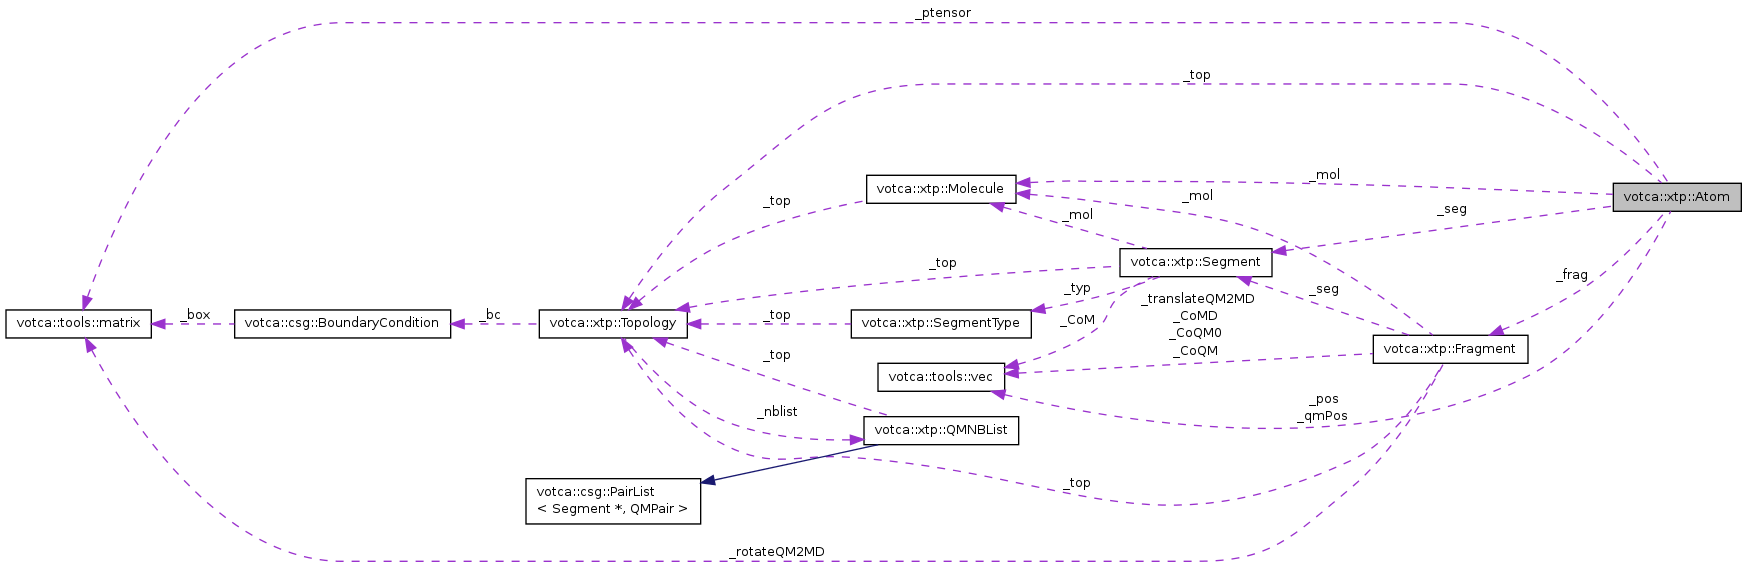 _ptensor
_top
_mol
votca::xtp::Molecule
_mol
votca::xtp::Atom
_top
_mol
_seg
votca::xtp::Segment
_top
_frag
_typ
_seg
_translateQM2MD
_box
_bc
_top
_CoM
_CoMD
votca::tools::matrix
votca::csg::BoundaryCondition
votca::xtp::Topology
votca::xtp::SegmentType
_CoQM0
_CoQM
votca::xtp::Fragment
_top
votca::tools::vec
_pos
_qmPos
_nblist
votca::xtp::QMNBList
_top
votca::csg::PairList
< Segment *, QMPair >
_rotateQM2MD